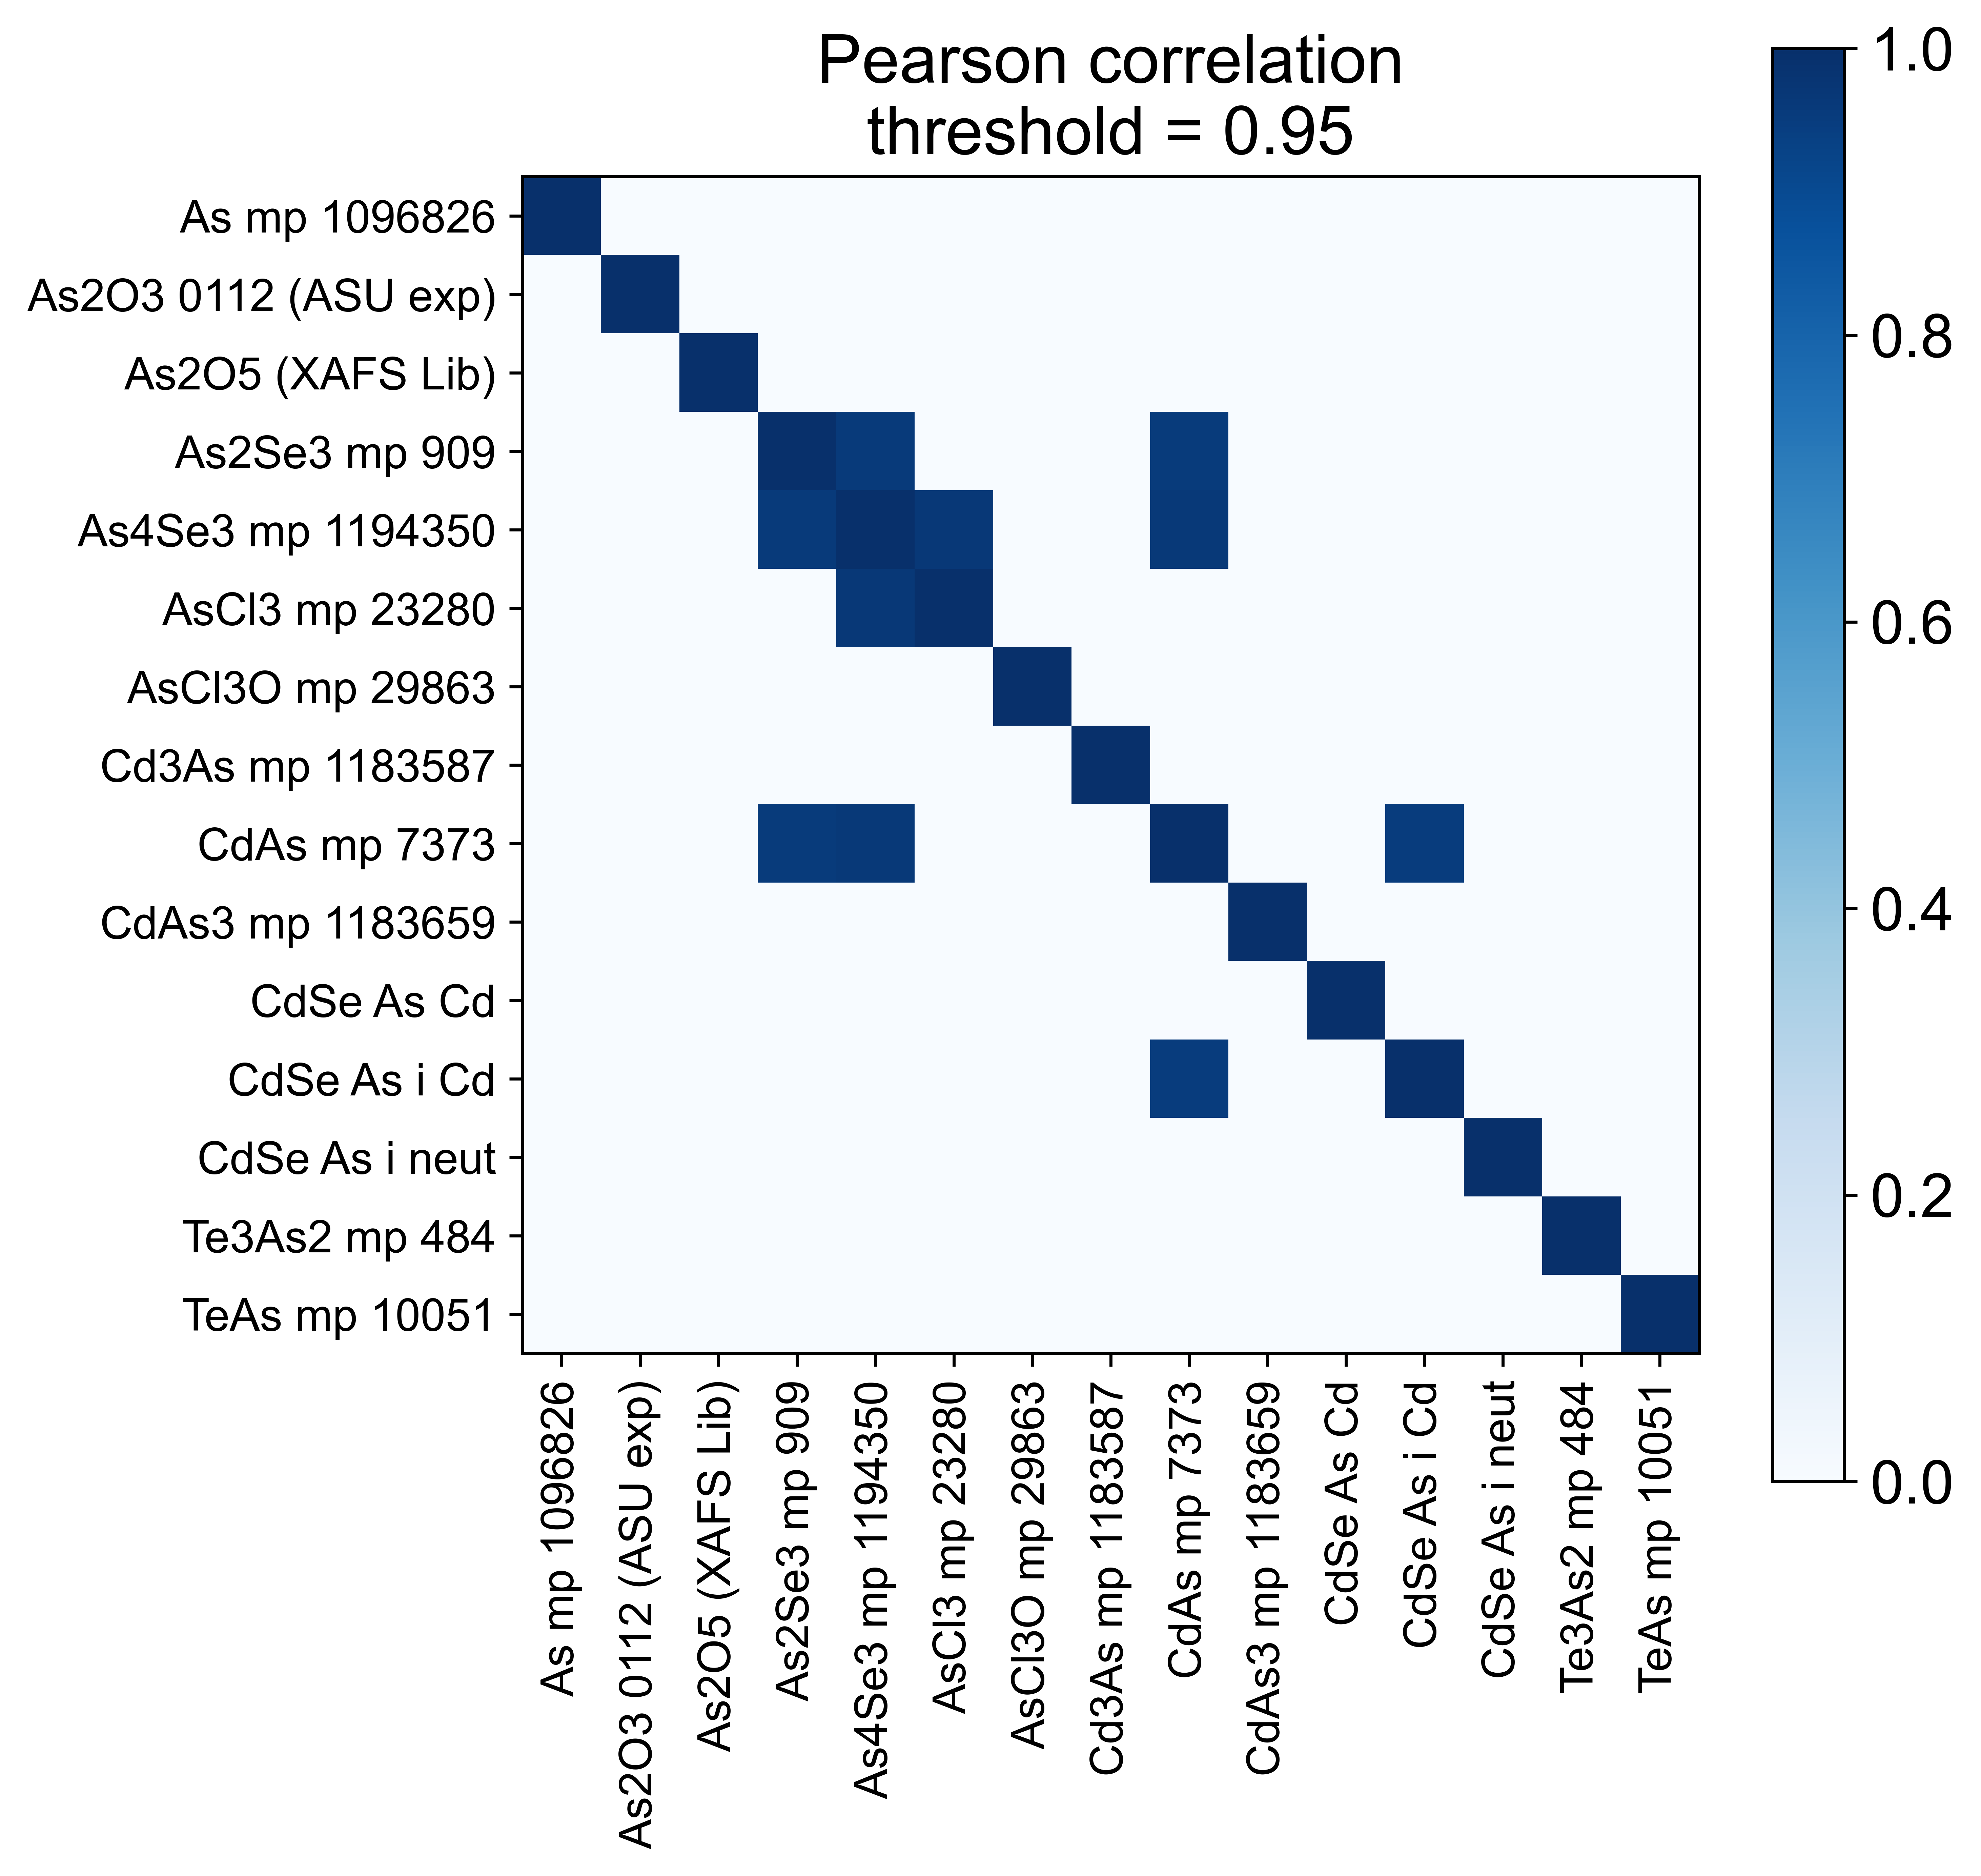 Pearson correlation
threshold = 0.95
As mp 1096826
As2O3 0112 (ASU exp)
As2O5 (XAFS Lib)
As2Se3 mp 909
As4Se3 mp 1194350
AsCl3 mp 23280
AsCl3O mp 29863
Cd3As mp 1183587
CdAs mp 7373
CdAs3 mp 1183659
CdSe As Cd
CdSe As i Cd
CdSe As i neut
Te3As2 mp 484
TeAs mp 10051
As mp 1096826
As2O3 0112 (ASU exp)
As2O5 (XAFS Lib)
As2Se3 mp 909
As4Se3 mp 1194350
AsCl3 mp 23280
AsCl3O mp 29863
Cd3As mp 1183587
CdAs mp 7373
CdAs3 mp 1183659
CdSe As Cd
CdSe As i Cd
CdSe As i neut
Te3As2 mp 484
TeAs mp 10051
1.0
0.8
0.6
0.4
0.2
0.0